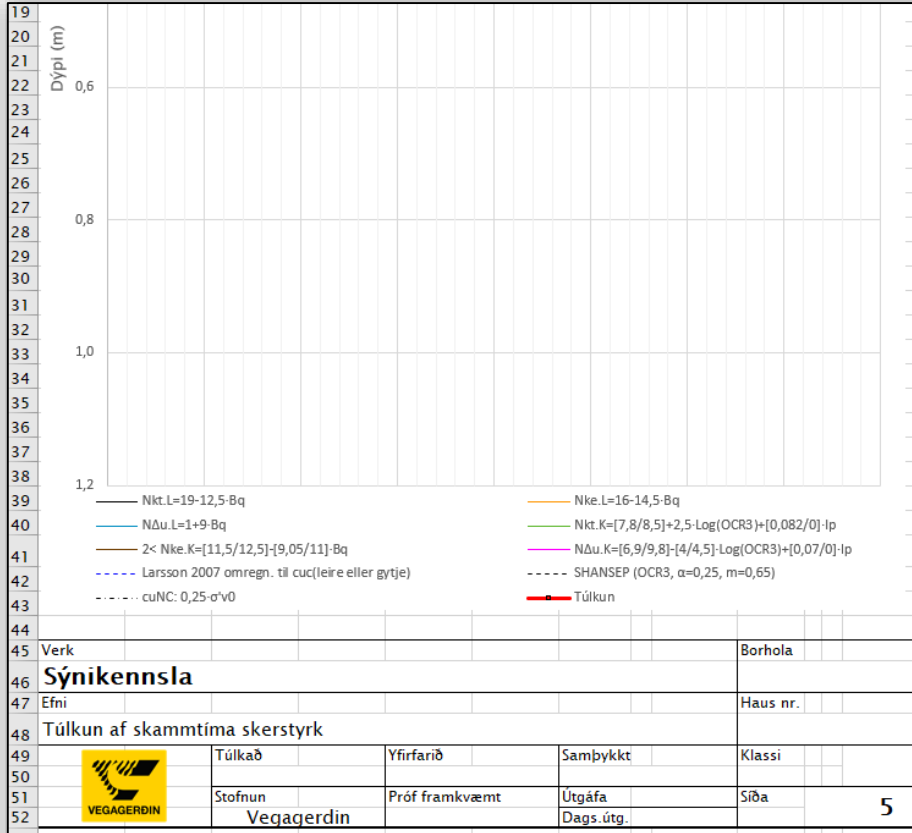 19
20
21
22
23
24
25
26
27
28
29
30
31
32
33
34
35
36
37
38
39
40
41
42
43
44
45
46
47
48
49
50
51
52
Dýpi (m)
0,6
0,8
1,0
1,2
Nkt.L=19-12,5·Bq
Nke.L=16-14,5·Bq
NΔu.L=1+9·Bq
Nkt.K=[7,8/8,5]+2,5·Log(OCR3)+[0,082/0]·Ip
2< Nke.K=[11,5/12,5]-[9,05/11]·Bq
NΔu.K=[6,9/9,8]-[4/4,5]·Log(OCR3)+[0,07/0]·Ip
Larsson 2007 omregn. til cuc(leire eller gytje)
SHANSEP (OCR3, α=0,25, m=0,65)
cuNC: 0,25·σ'v0
Túlkun
Verk
Borhola
Sýnikennsla
Efni
Haus nr.
Túlkun af skammtíma skerstyrk
Túlkað
Yfirfarið
Samþykkt
Klassi
VEGAGERÐIN
Stofnun
Próf framkvæmt
Útgáfa
Síða
5
Vegagerdin
Dags.útg.